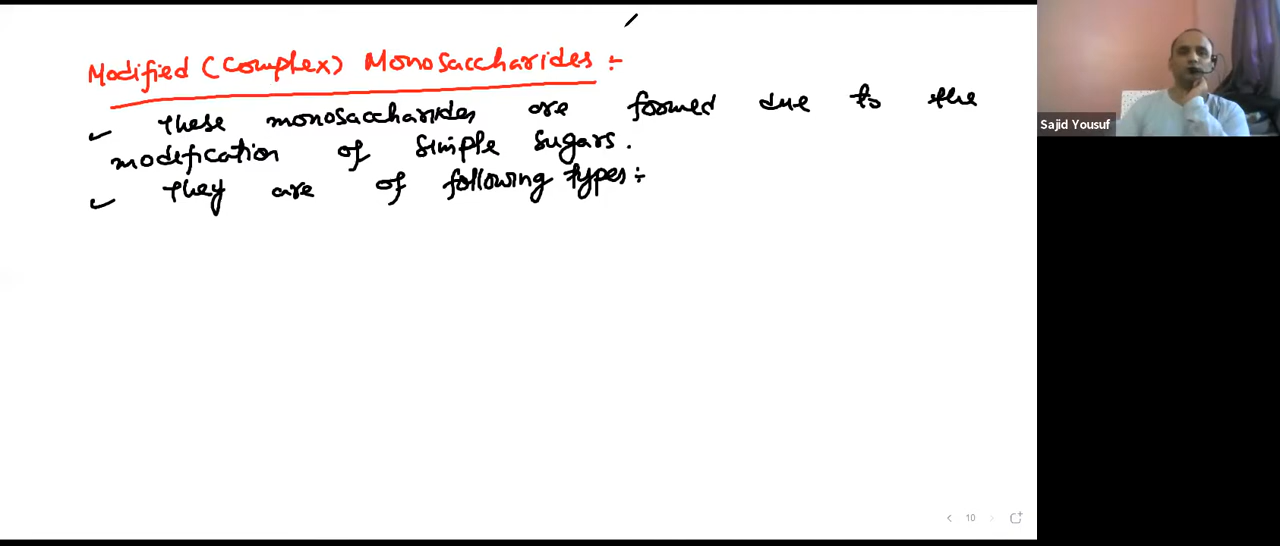 Modified (Complex) Monosaccharides :-
✓ These monosaccharides are formed due to the
modefication of simple sugars.
✓ They are of following types :-
Sajid Yousuf
10